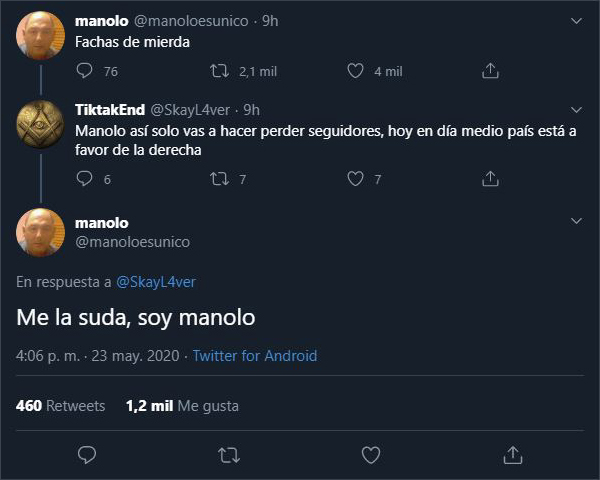 manolo @manoloesunico · 9h
Fachas de mierda
76 2,1 mil 4 mil
TiktakEnd @SkayL4ver · 9h
Manolo así solo vas a hacer perder seguidores, hoy en día medio país está a
favor de la derecha
6 7 7
manolo
@manoloesunico
En respuesta a @SkayL4ver
Me la suda, soy manolo
4:06 p. m. · 23 may. 2020 · Twitter for Android
460 Retweets 1,2 mil Me gusta